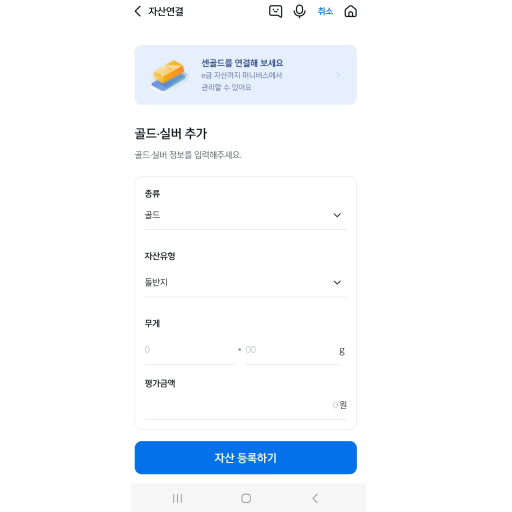 자산연결
취소
센골드를 연결해 보세요
e금 자산까지 머니버스에서
관리할 수 있어요
골드·실버 추가
골드·실버 정보를 입력해주세요.
종류
골드
자산유형
돌반지
무게
0 • 00 g
평가금액
0 원
자산 등록하기